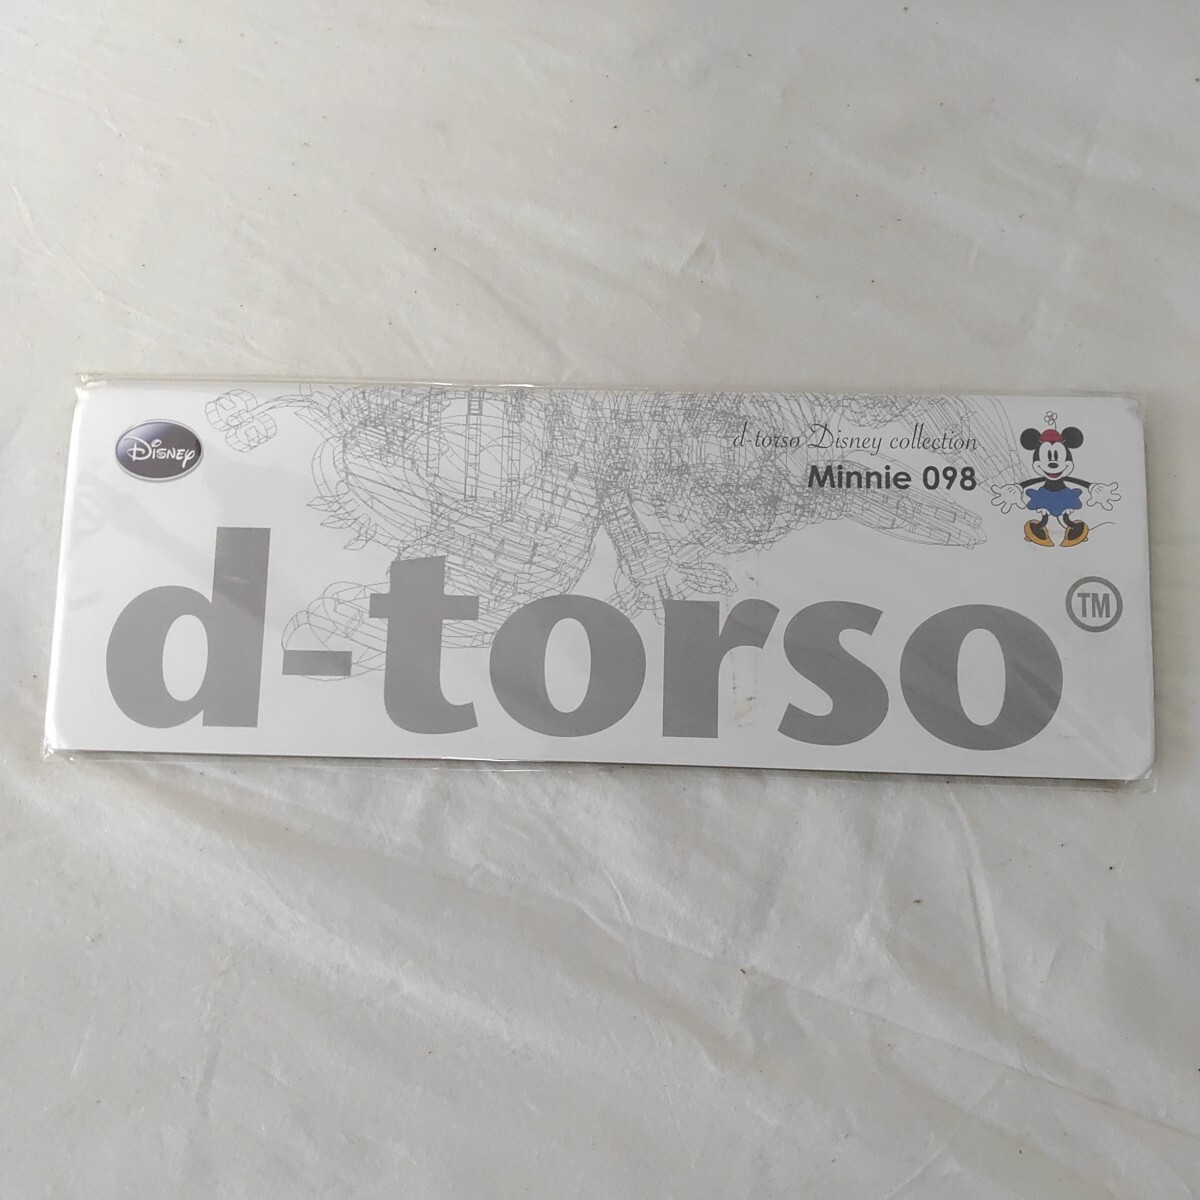 Disney
d-torso Disney collection
Minnie 098
d-torso
TM